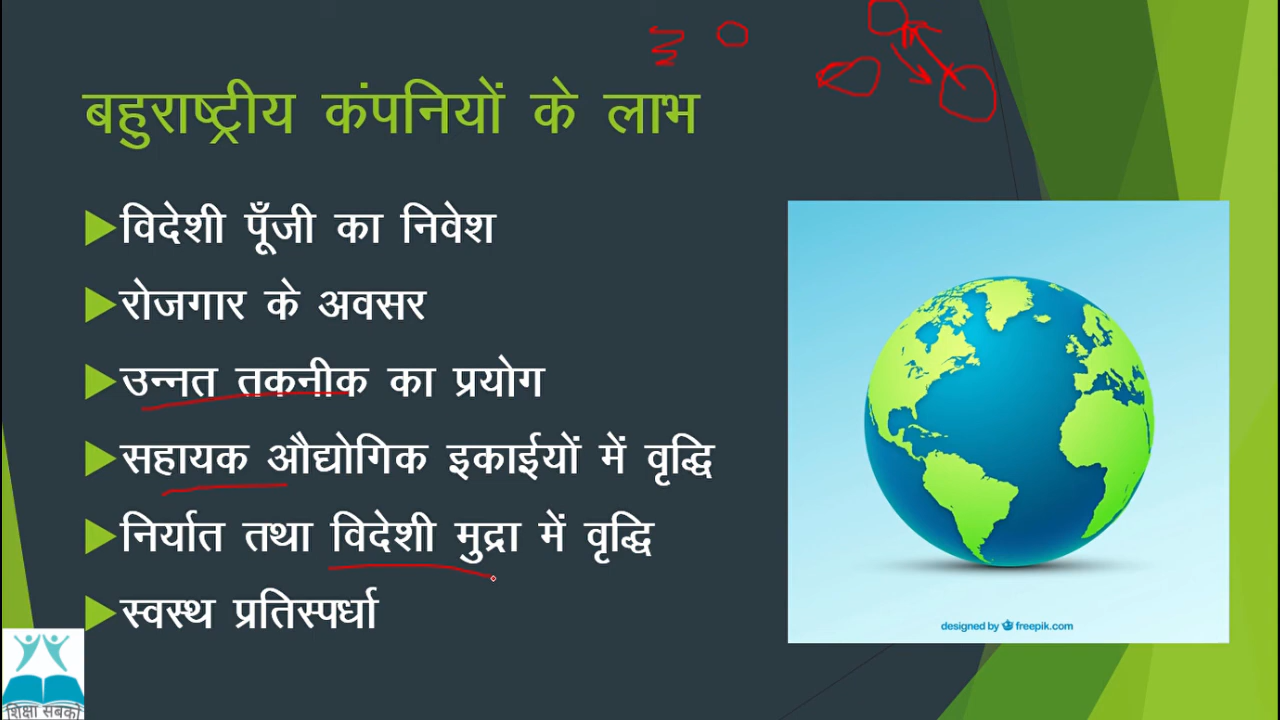 बहुराष्ट्रीय कंपनियों के लाभ
विदेशी पूँजी का निवेश
रोजगार के अवसर
उन्नत तकनीक का प्रयोग
सहायक औद्योगिक इकाईयों में वृद्धि
निर्यात तथा विदेशी मुद्रा में वृद्धि
स्वस्थ प्रतिस्पर्धा
designed by freepik.com
शिक्षा सबको